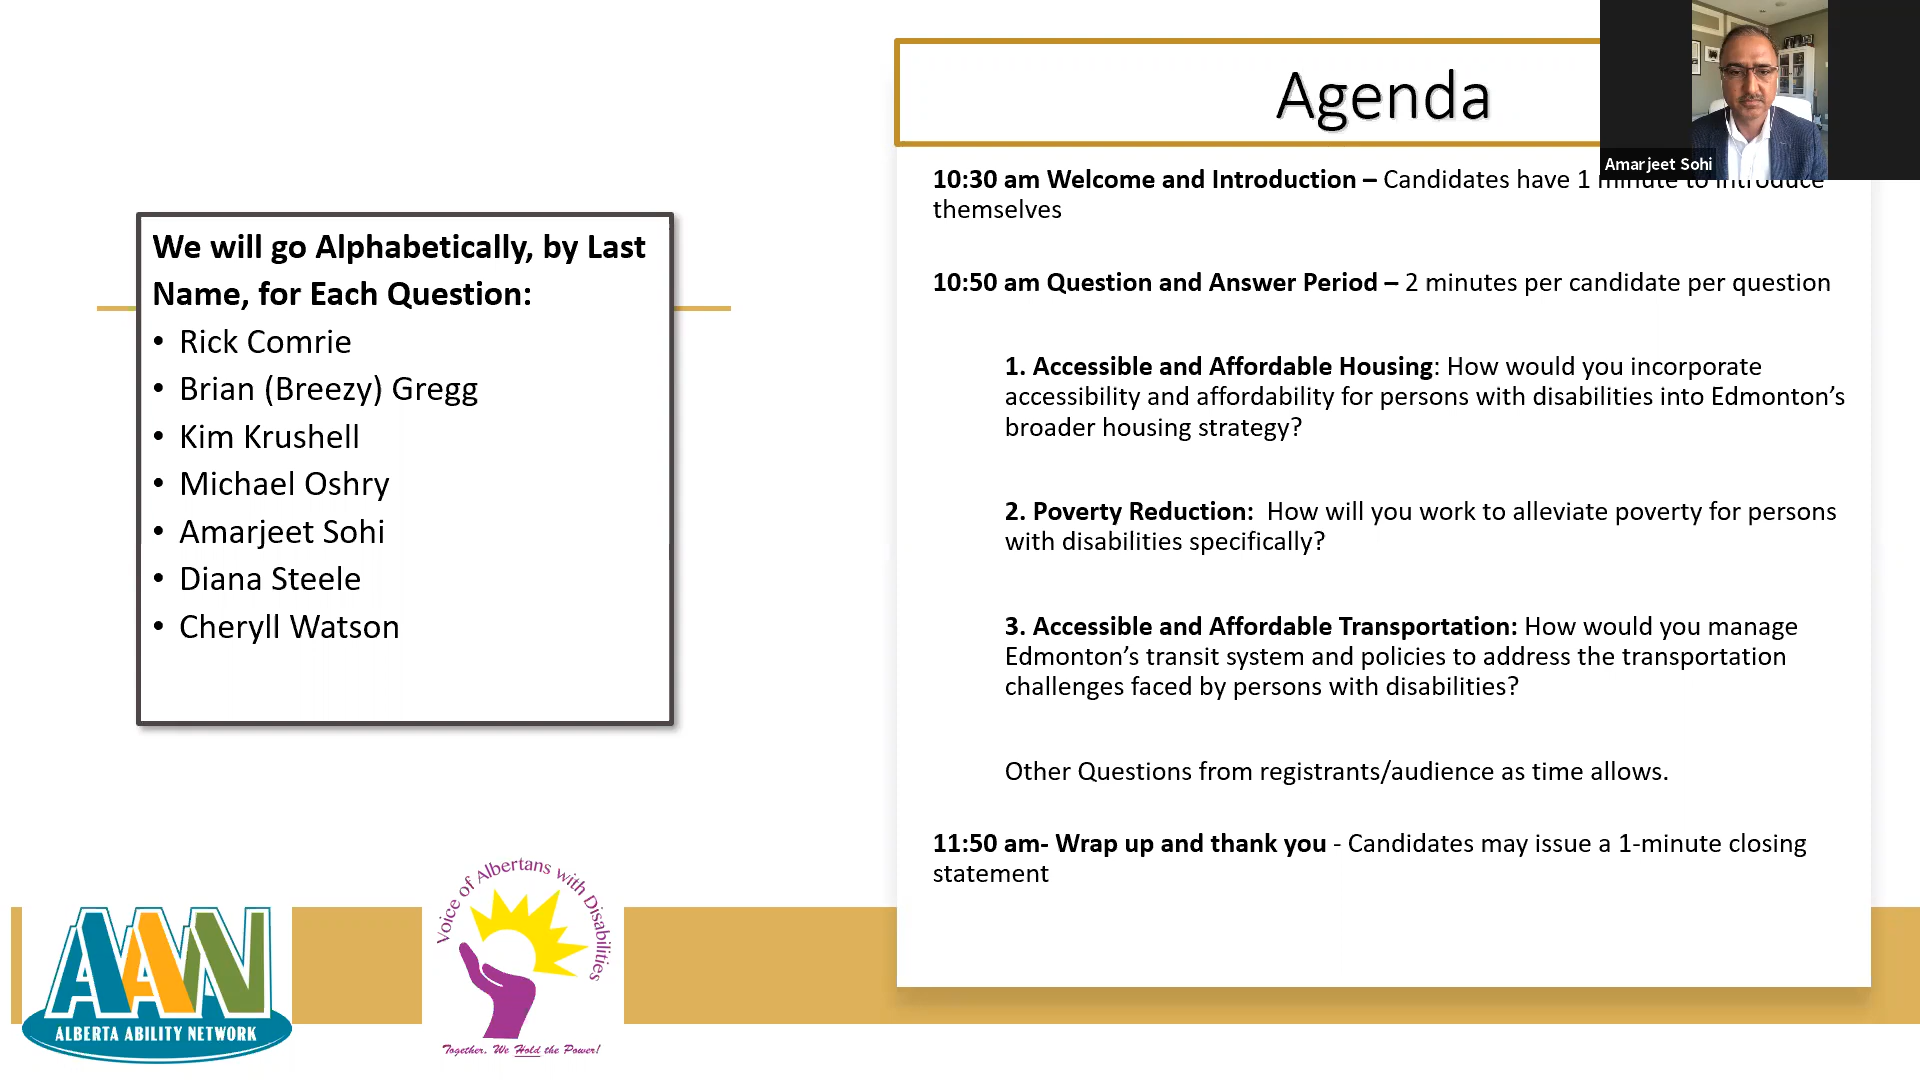 We will go Alphabetically, by Last
Name, for Each Question:
• Rick Comrie
• Brian (Breezy) Gregg
• Kim Krushell
• Michael Oshry
• Amarjeet Sohi
• Diana Steele
• Cheryll Watson
Agenda
Amarjeet Sohi
10:30 am Welcome and Introduction – Candidates have 1 minute to introduce
themselves
10:50 am Question and Answer Period – 2 minutes per candidate per question
1. Accessible and Affordable Housing: How would you incorporate
accessibility and affordability for persons with disabilities into Edmonton’s
broader housing strategy?
2. Poverty Reduction:  How will you work to alleviate poverty for persons
with disabilities specifically?
3. Accessible and Affordable Transportation: How would you manage
Edmonton’s transit system and policies to address the transportation
challenges faced by persons with disabilities?
Other Questions from registrants/audience as time allows.
11:50 am- Wrap up and thank you - Candidates may issue a 1-minute closing
statement
AAN
ALBERTA ABILITY NETWORK
Voice of Albertans with Disabilities
Together, We Hold the Power!